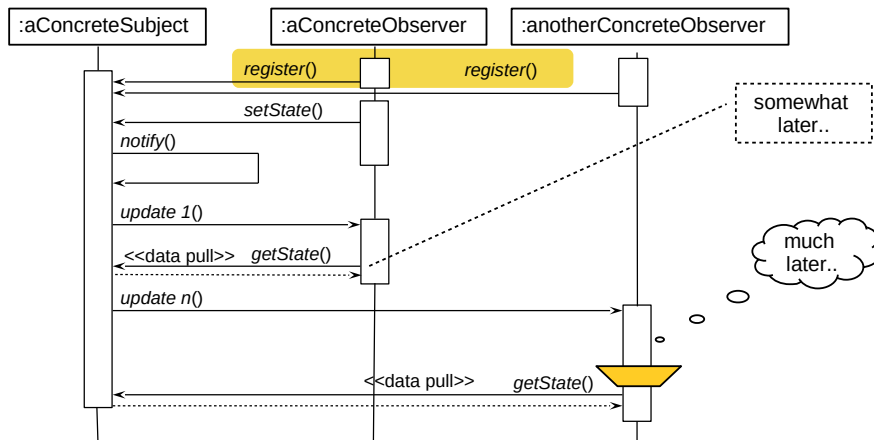 :aConcreteSubject
:aConcreteObserver
:anotherConcreteObserver
register()
register()
setState()
somewhat
later..
notify()
update 1()
<<data pull>>
getState()
much
later..
update n()
<<data pull>>
getState()